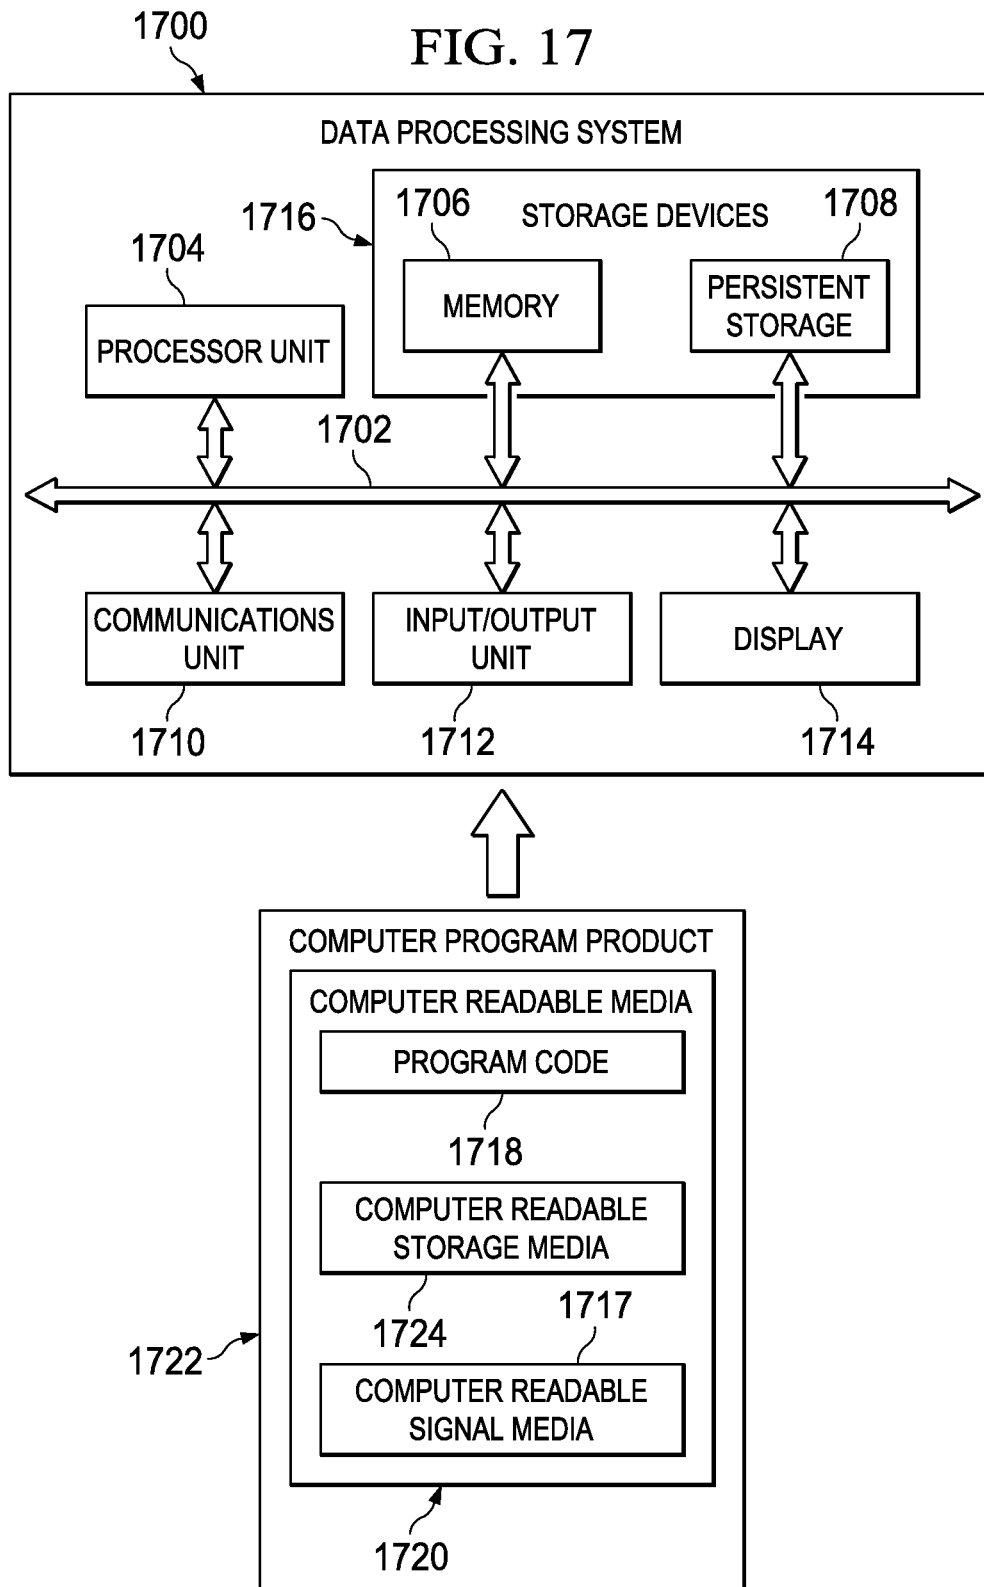 1700
FIG. 17
DATA PROCESSING SYSTEM
1716
1706
STORAGE DEVICES
1708
1704
MEMORY
PERSISTENT
STORAGE
PROCESSOR UNIT
1702
COMMUNICATIONS
UNIT
INPUT/OUTPUT
UNIT
DISPLAY
1710
1712
1714
COMPUTER PROGRAM PRODUCT
COMPUTER READABLE MEDIA
PROGRAM CODE
1718
COMPUTER READABLE
STORAGE MEDIA
1724
1717
1722
COMPUTER READABLE
SIGNAL MEDIA
1720